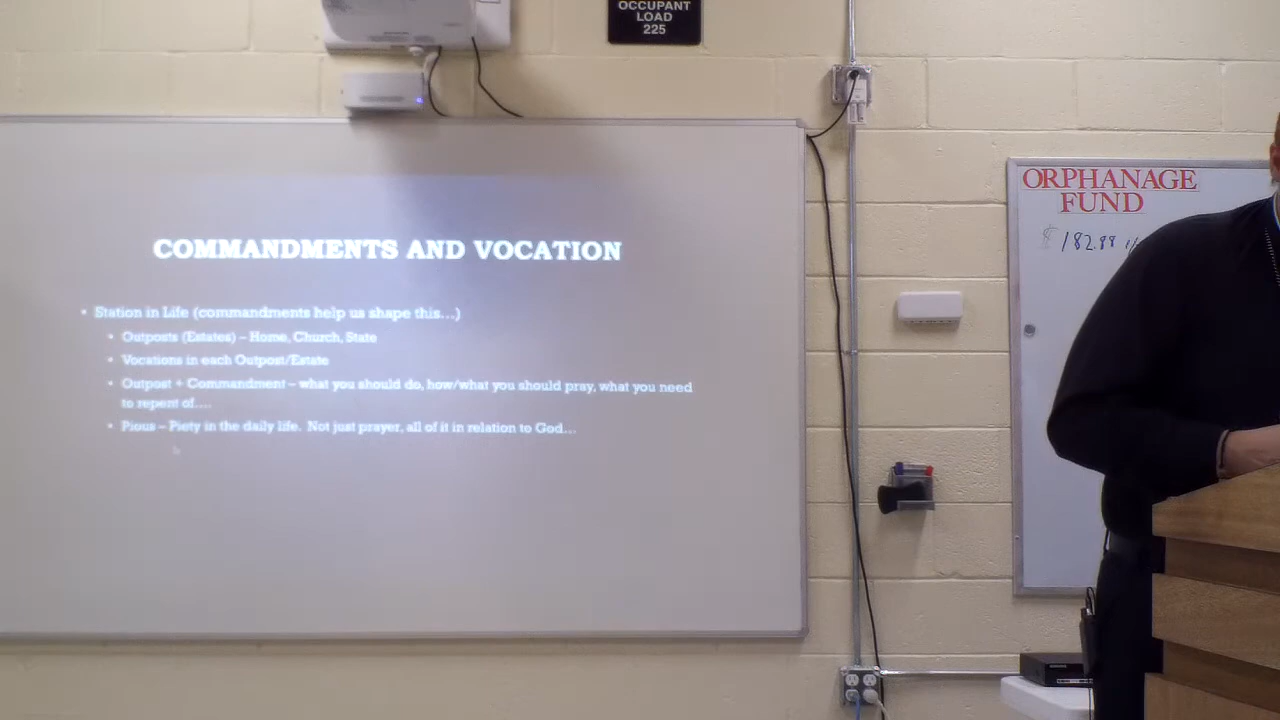 OCCUPANT
LOAD
225
COMMANDMENTS AND VOCATION
• Station in Life (commandments help us shape this...)
• Outposts (Estates) – Home, Church, State
• Vocations in each Outpost/Estate
• Outpost + Commandment – what you should do, how/what you should pray, what you need
to repent of....
• Pious – Piety in the daily life. Not just prayer, all of it in relation to God...
ORPHANAGE
FUND
$ 182.88